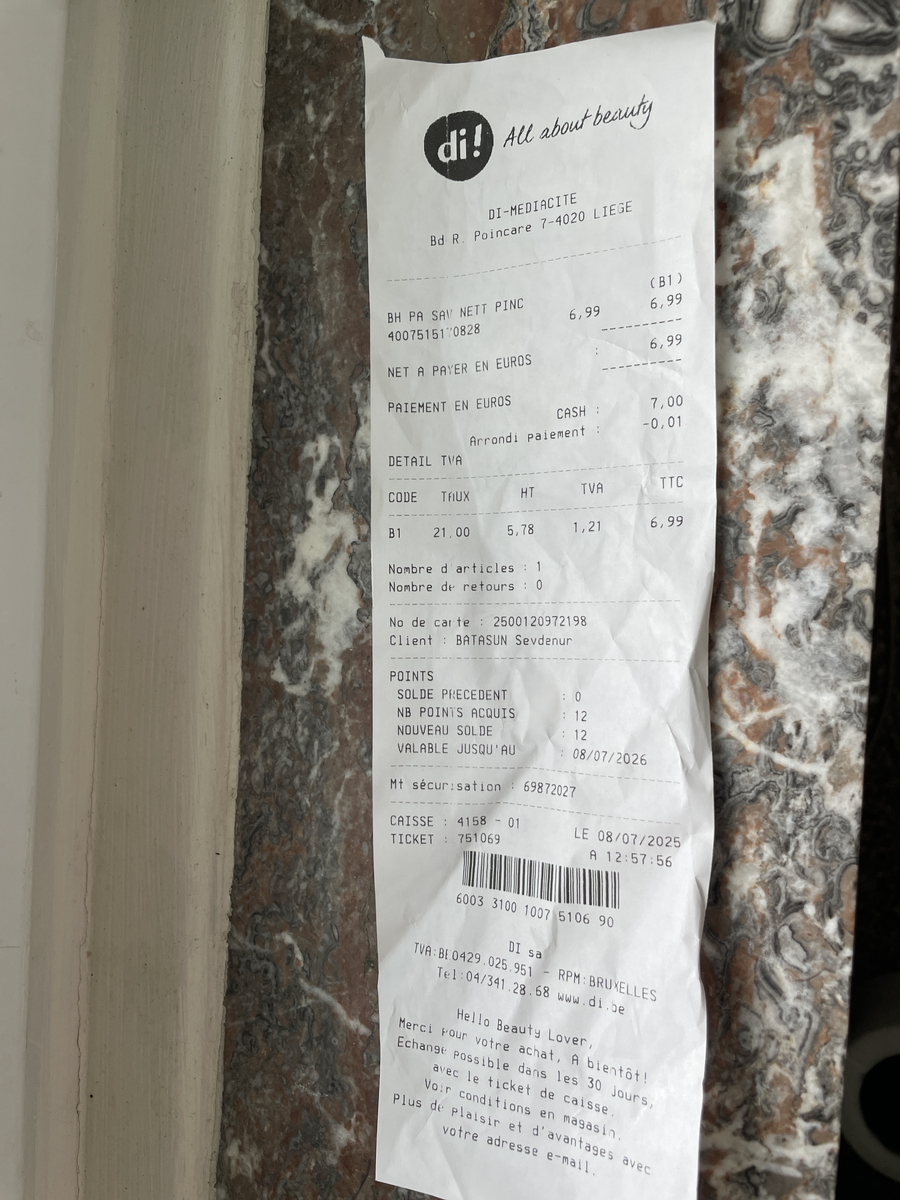 di! All about beauty
DI-MEDIACITE
Bd R. Poincare 7-4020 LIEGE
(B1)
BH PA SAV NETT PINC 6,99 6,99
4007515170828
6,99
NET A PAYER EN EUROS :
PAIEMENT EN EUROS
CASH : 7,00
Arrondi paiement : -0,01
DETAIL TVA
CODE TAUX HT TVA TTC
B1 21.00 5,78 1,21 6,99
Nombre d'articles : 1
Nombre de retours : 0
No de carte : 2500120972198
Client : BATASUN Sevdenur
POINTS
SOLDE PRECEDENT : 0
NB POINTS ACQUIS : 12
NOUVEAU SOLDE : 12
VALABLE JUSQU'AU : 08/07/2026
Mt sécurisation : 69872027
CAISSE : 4158 - 01 LE 08/07/2025
TICKET : 751069 A 12:57:56
6003 3100 1007 5106 90
DI sa
TVA:BE0429.025.951 - RPM:BRUXELLES
Tel:04/341.28.68 www.di.be
Hello Beauty Lover,
Merci pour votre achat, A bientôt!
Echange possible dans les 30 jours,
avec le ticket de caisse.
Voir conditions en magasin.
Plus de plaisir et d'avantages avec
votre adresse e-mail.